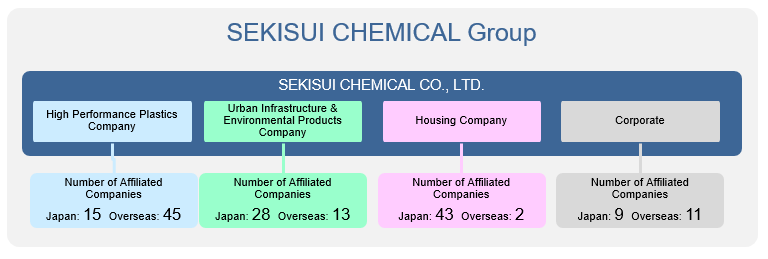 SEKISUI CHEMICAL Group
SEKISUI CHEMICAL CO., LTD.
High Performance Plastics
Company
Urban Infrastructure &
Environmental Products
Company
Housing Company
Corporate
Number of Affiliated
Companies
Japan: 15 Overseas: 45
Number of Affiliated
Companies
Japan: 28 Overseas: 13
Number of Affiliated
Companies
Japan: 43 Overseas: 2
Number of Affiliated
Companies
Japan: 9 Overseas: 11